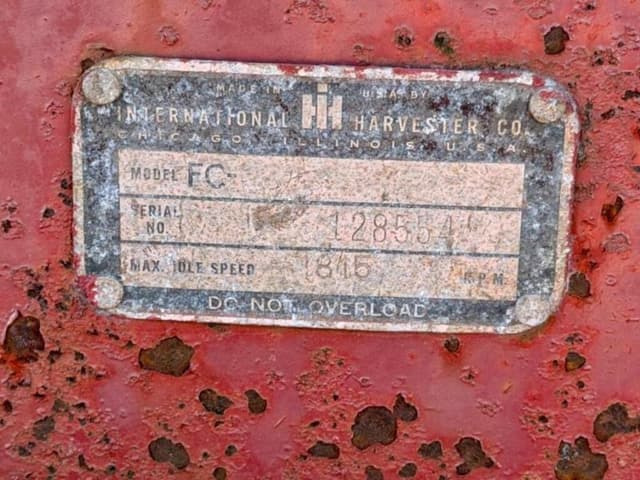 MADE IN U.S.A. BY
INTERNATIONAL IH HARVESTER CO.
CHICAGO, ILLINOIS, U.S.A.
MODEL FC-
SERIAL NO. 128554
MAX. IDLE SPEED 1815 R.P.M.
DO NOT OVERLOAD